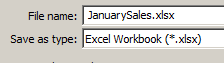 File name: JanuarySales.xlsx
Save as type: Excel Workbook (*.xlsx)